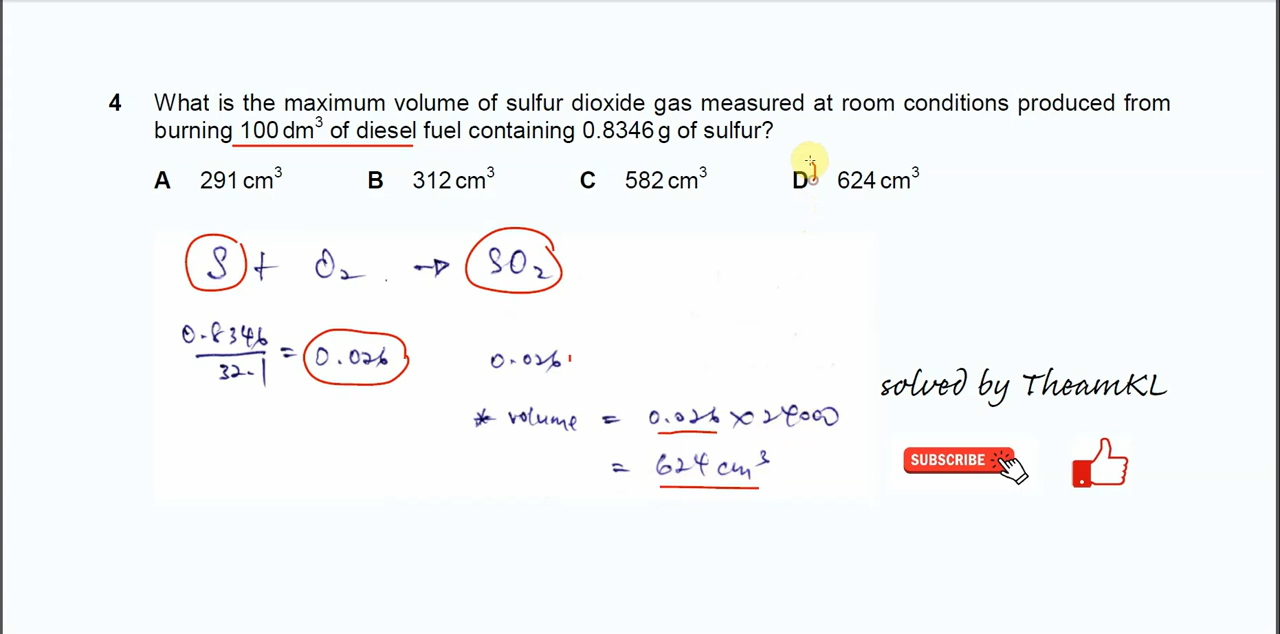 4 What is the maximum volume of sulfur dioxide gas measured at room conditions produced from
burning 100 dm³ of diesel fuel containing 0.8346 g of sulfur?
A 291 cm³ B 312 cm³ C 582 cm³ D 624 cm³
S + O₂ → SO₂
0.8346
32.1
= 0.026
0.026
* volume = 0.026 × 24000
= 624 cm³
solved by TheamKL
SUBSCRIBE